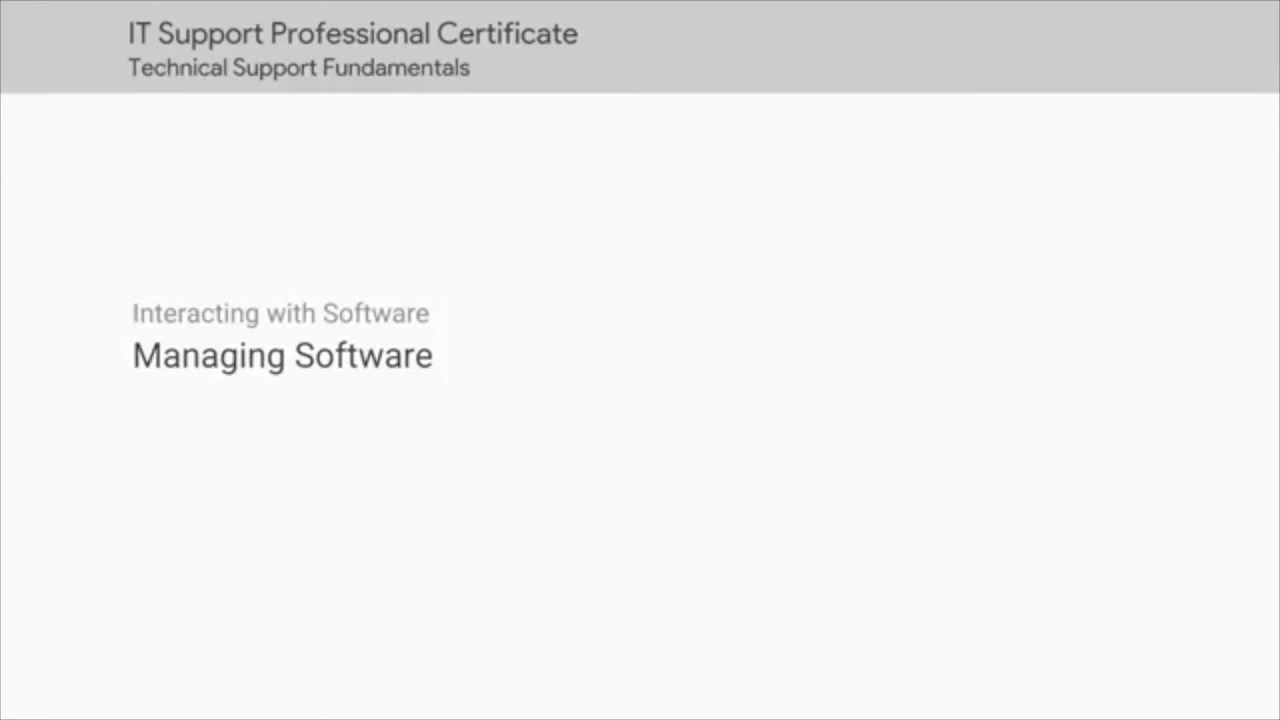 IT Support Professional Certificate
Technical Support Fundamentals
Interacting with Software
Managing Software